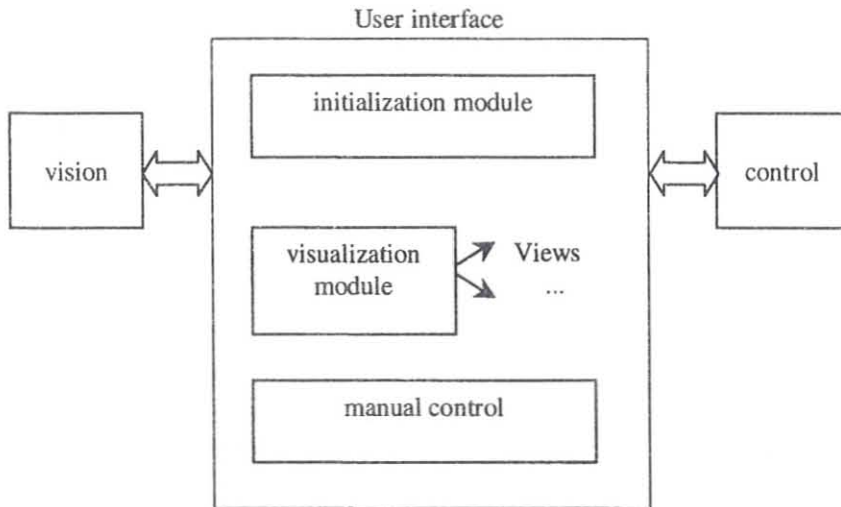 User interface
initialization module
vision
control
visualization
module
Views
...
manual control